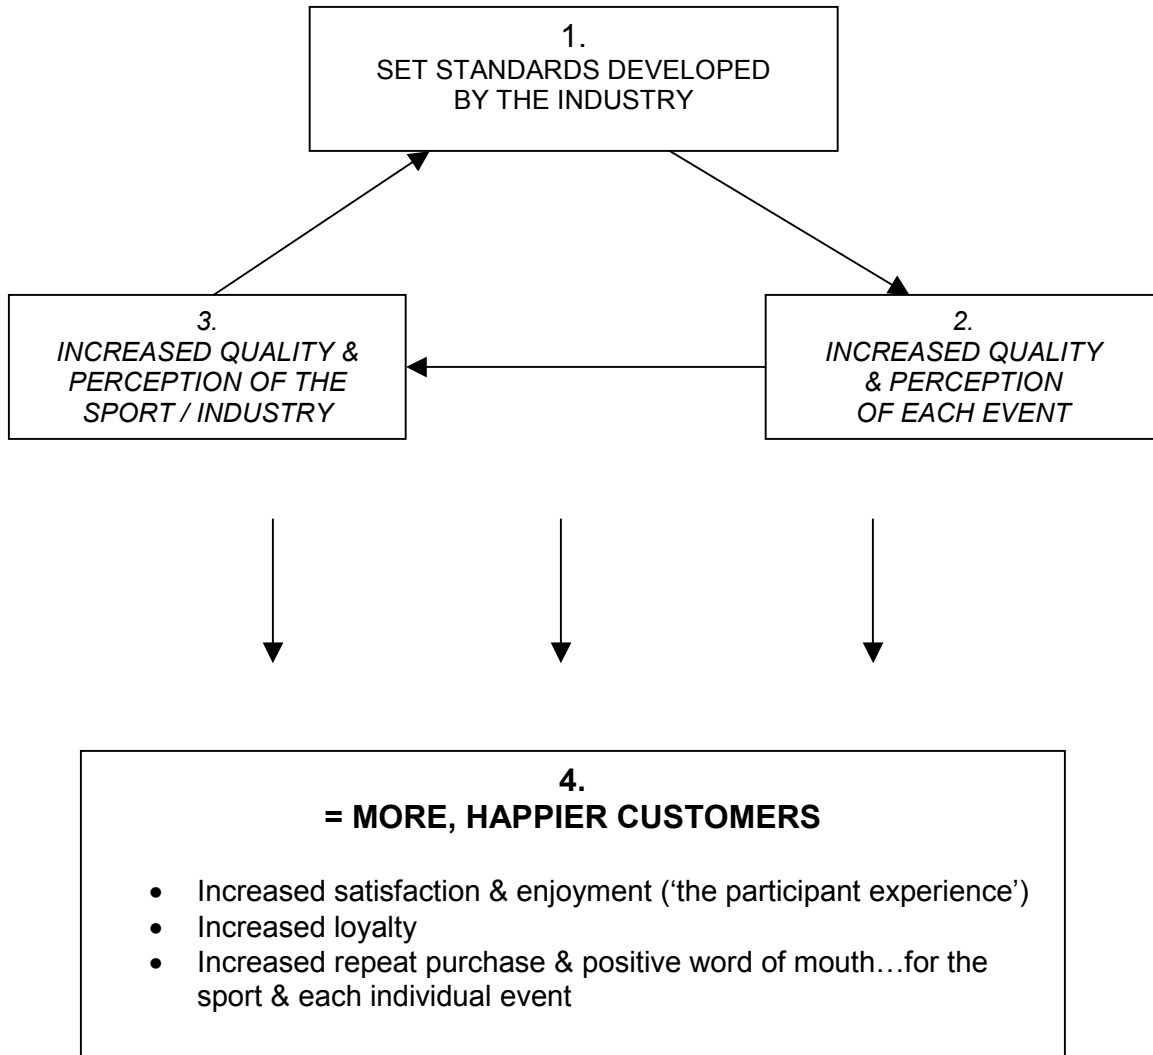 1.
SET STANDARDS DEVELOPED
BY THE INDUSTRY
3.
INCREASED QUALITY &
PERCEPTION OF THE
SPORT / INDUSTRY
2.
INCREASED QUALITY
& PERCEPTION
OF EACH EVENT
4.
= MORE, HAPPIER CUSTOMERS
• Increased satisfaction & enjoyment (‘the participant experience’)
• Increased loyalty
• Increased repeat purchase & positive word of mouth…for the
sport & each individual event